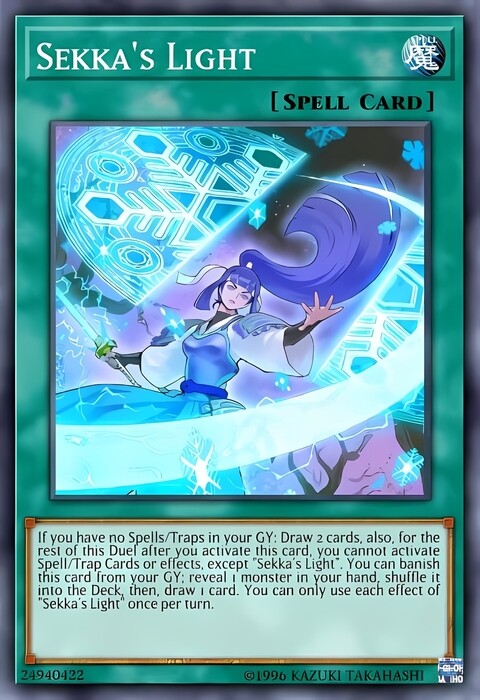 SEKKA'S LIGHT
[SPELL CARD]
If you have no Spells/Traps in your GY: Draw 2 cards, also, for the
rest of this Duel after you activate this card, you cannot activate
Spell/Trap Cards or effects, except "Sekka's Light". You can banish
this card from your GY; reveal 1 monster in your hand, shuffle it
into the Deck, then, draw 1 card. You can only use each effect of
"Sekka's Light" once per turn.
24940422
©1996 KAZUKI TAKAHASHI